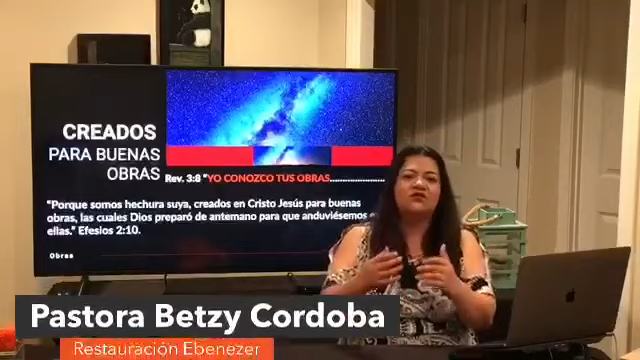 CREADOS
PARA BUENAS
OBRAS
Rev. 3:8 “YO CONOZCO TUS OBRAS.....................
“Porque somos hechura suya, creados en Cristo Jesús para buenas
obras, las cuales Dios preparó de antemano para que anduviésemos e
ellas.” Efesios 2:10.
Obras
Pastora Betzy Cordoba
Restauración Ebenezer